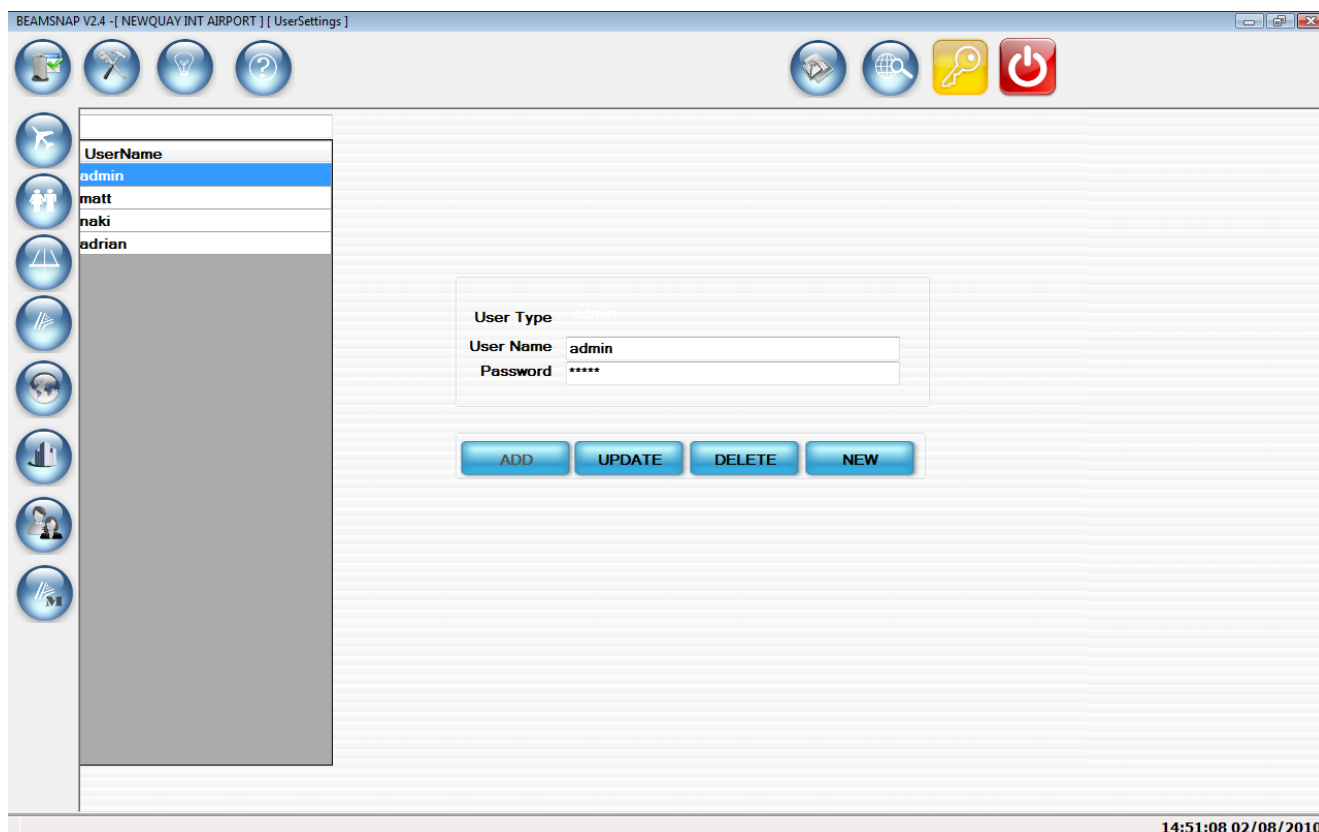 BEAMSNAP V2.4 -[ NEWQUAY INT AIRPORT ] [ UserSettings ]
UserName
admin
matt
naki
adrian
User Type admin
User Name admin
Password *****
ADD UPDATE DELETE NEW
M
14:51:08 02/08/2010